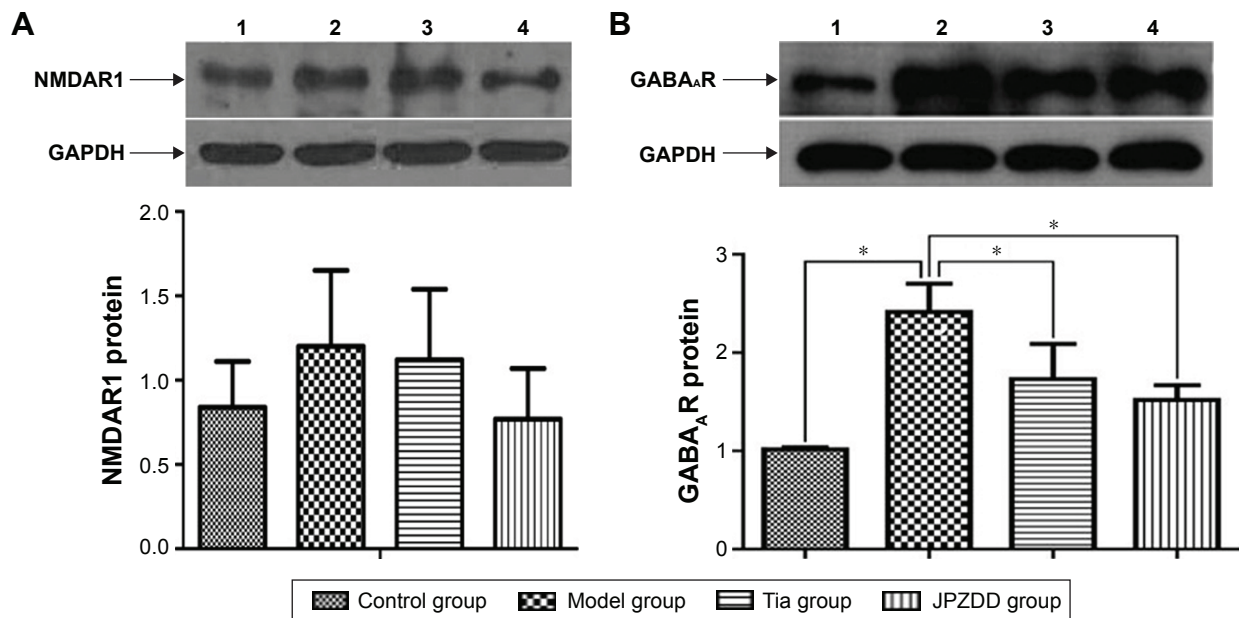 A
1 2 3 4
NMDAR1
GAPDH
2.0
1.5
1.0
0.5
0.0
NMDAR1 protein
B
1 2 3 4
GABAAR
GAPDH
* * *
3
2
1
0
GABAAR protein
Control group Model group Tia group JPZDD group